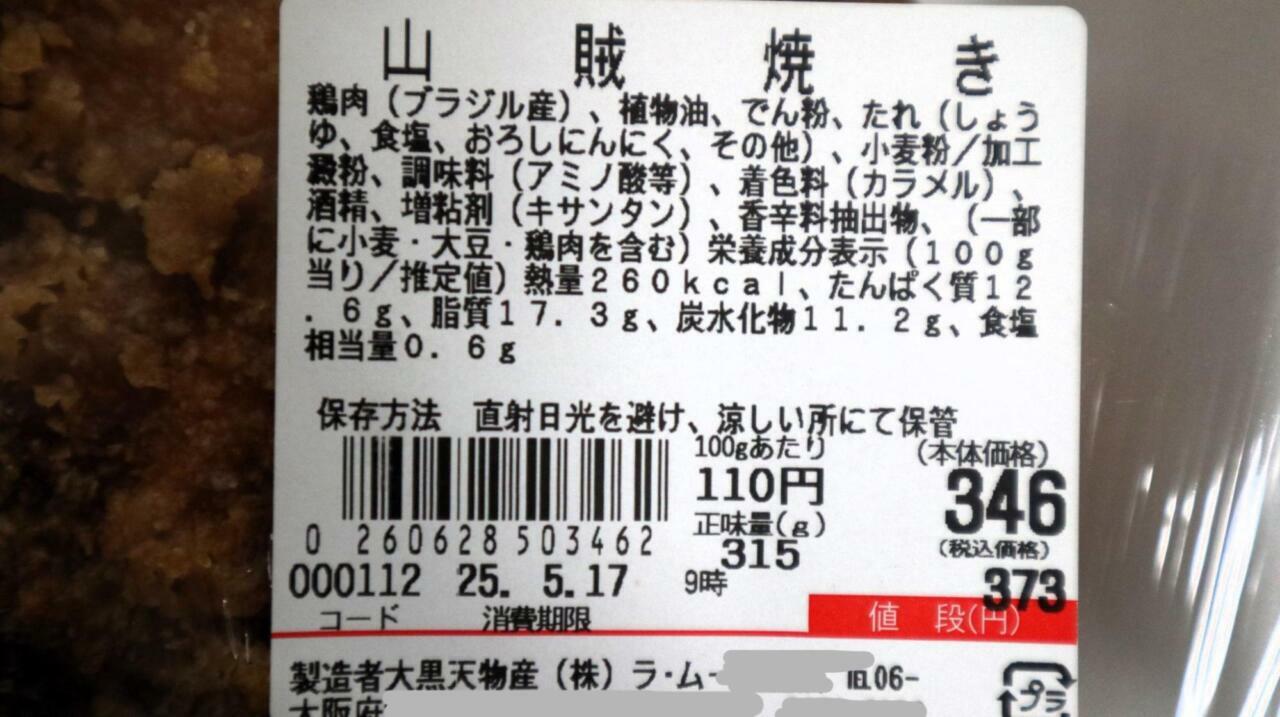 山賊焼き
鶏肉(ブラジル産)、植物油、でん粉、たれ(しょう
ゆ、食塩、おろしにんにく、その他)、小麦粉/加工
澱粉、調味料(アミノ酸等)、着色料(カラメル)、
酒精、増粘剤(キサンタン)、香辛料抽出物、(一部
に小麦・大豆・鶏肉を含む)栄養成分表示(100g
当り/推定値)熱量260kcal、たんぱく質12
.6g、脂質17.3g、炭水化物11.2g、食塩
相当量0.6g
保存方法 直射日光を避け、涼しい所にて保管
100gあたり
110円
(本体価格)
346
正味量(g)
315
(税込価格)
373
0 260628 503462
000112 25. 5.17 9時
コード 消費期限 値段(円)
製造者大黒天物産(株)ラ・ムー 06-
大阪府
プラ